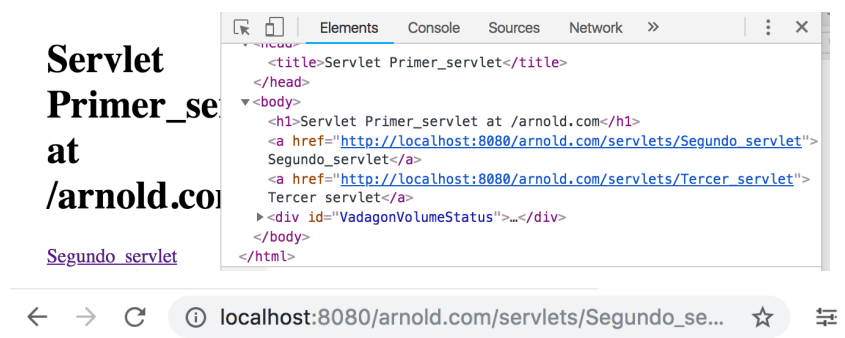 Elements Console Sources Network »
<head>
<title>Servlet Primer_servlet</title>
</head>
▼<body>
<h1>Servlet Primer_servlet at /arnold.com</h1>
<a href="http://localhost:8080/arnold.com/servlets/Segundo_servlet">
Segundo_servlet</a>
<a href="http://localhost:8080/arnold.com/servlets/Tercer_servlet">
Tercer servlet</a>
▶<div id="VadagonVolumeStatus">…</div>
</body>
</html>
Servlet
Primer_se
at
/arnold.co
Segundo_servlet
localhost:8080/arnold.com/servlets/Segundo_se...